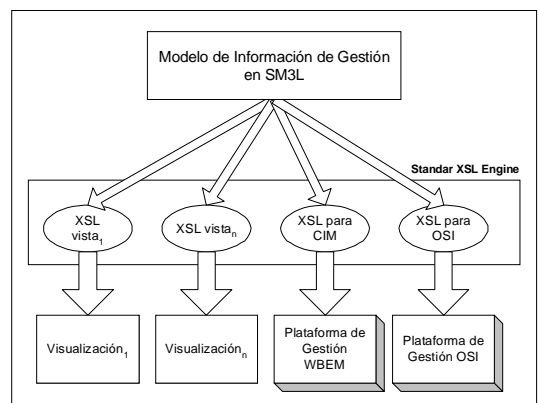 Modelo de Información de Gestión
en SM3L
Standar XSL Engine
XSL
vista1
XSL vistan
XSL para
CIM
XSL para
OSI
Visualización1
Visualizaciónn
Plataforma de
Gestión
WBEM
Plataforma de
Gestión OSI